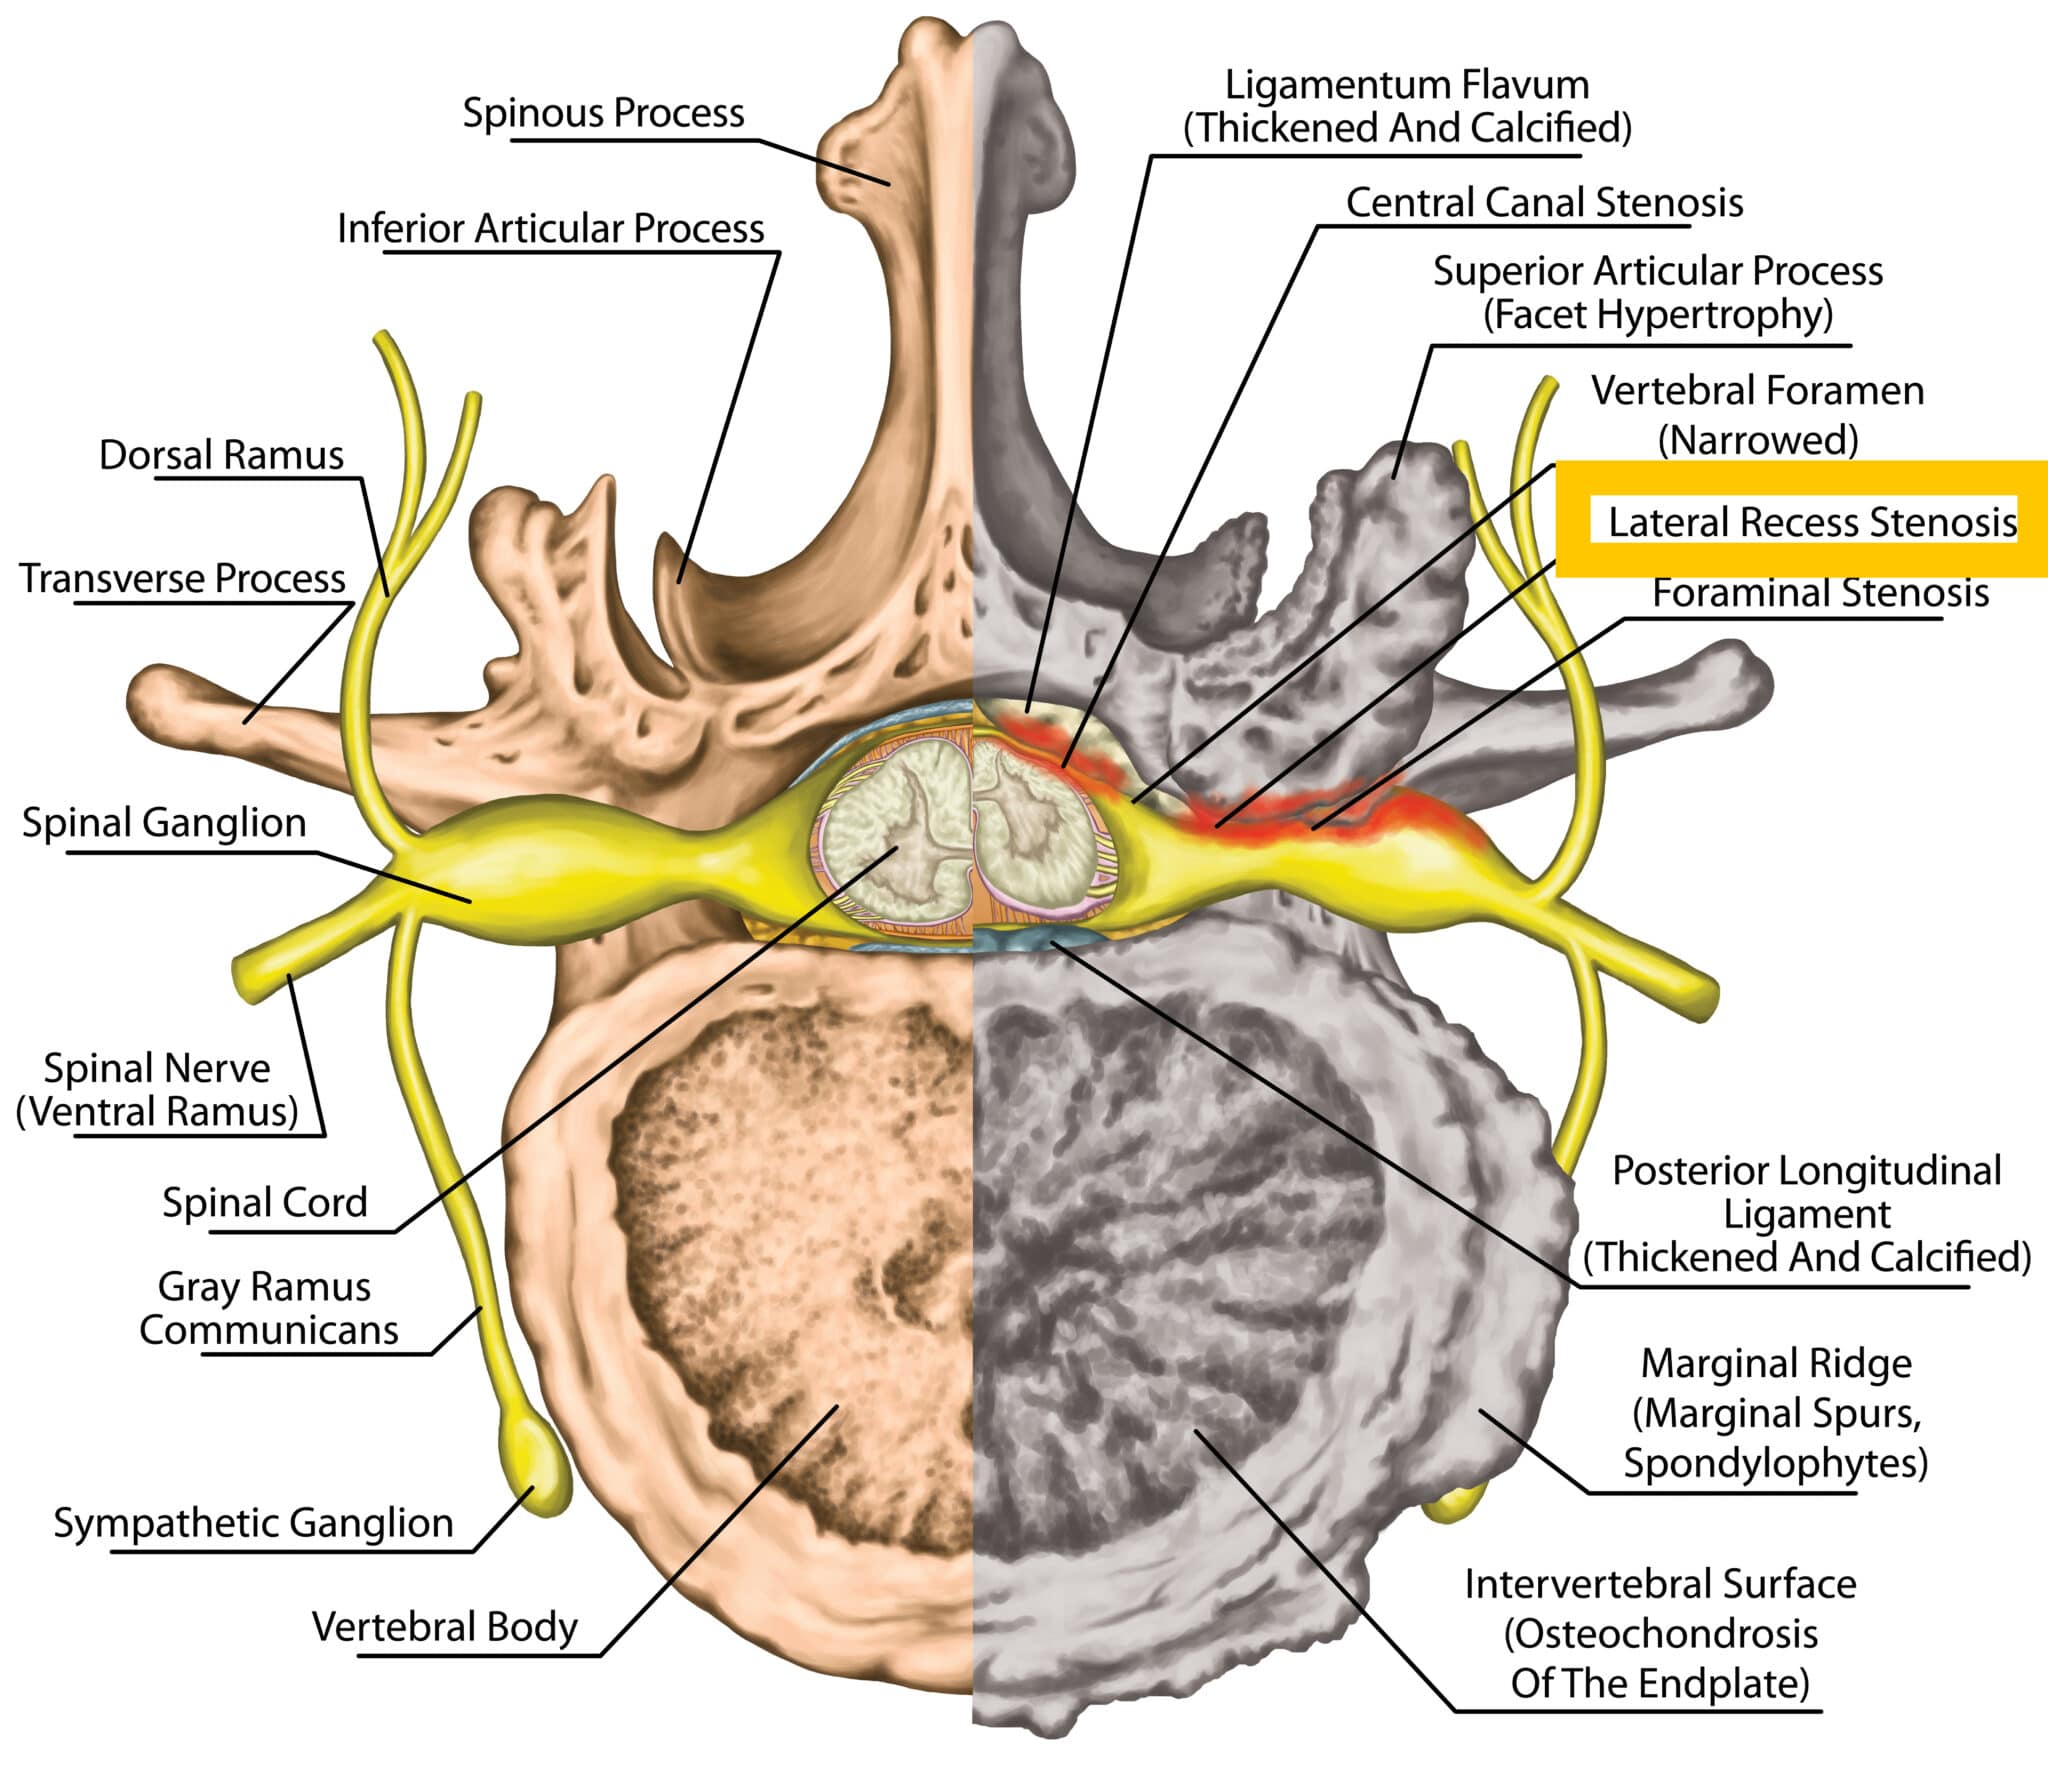 Spinous Process
Inferior Articular Process
Dorsal Ramus
Transverse Process
Spinal Ganglion
Spinal Nerve
(Ventral Ramus)
Spinal Cord
Gray Ramus
Communicans
Sympathetic Ganglion
Vertebral Body
Ligamentum Flavum
(Thickened And Calcified)
Central Canal Stenosis
Superior Articular Process
(Facet Hypertrophy)
Vertebral Foramen
(Narrowed)
Lateral Recess Stenosis
Foraminal Stenosis
Posterior Longitudinal
Ligament
(Thickened And Calcified)
Marginal Ridge
(Marginal Spurs,
Spondylophytes)
Intervertebral Surface
(Osteochondrosis
Of The Endplate)